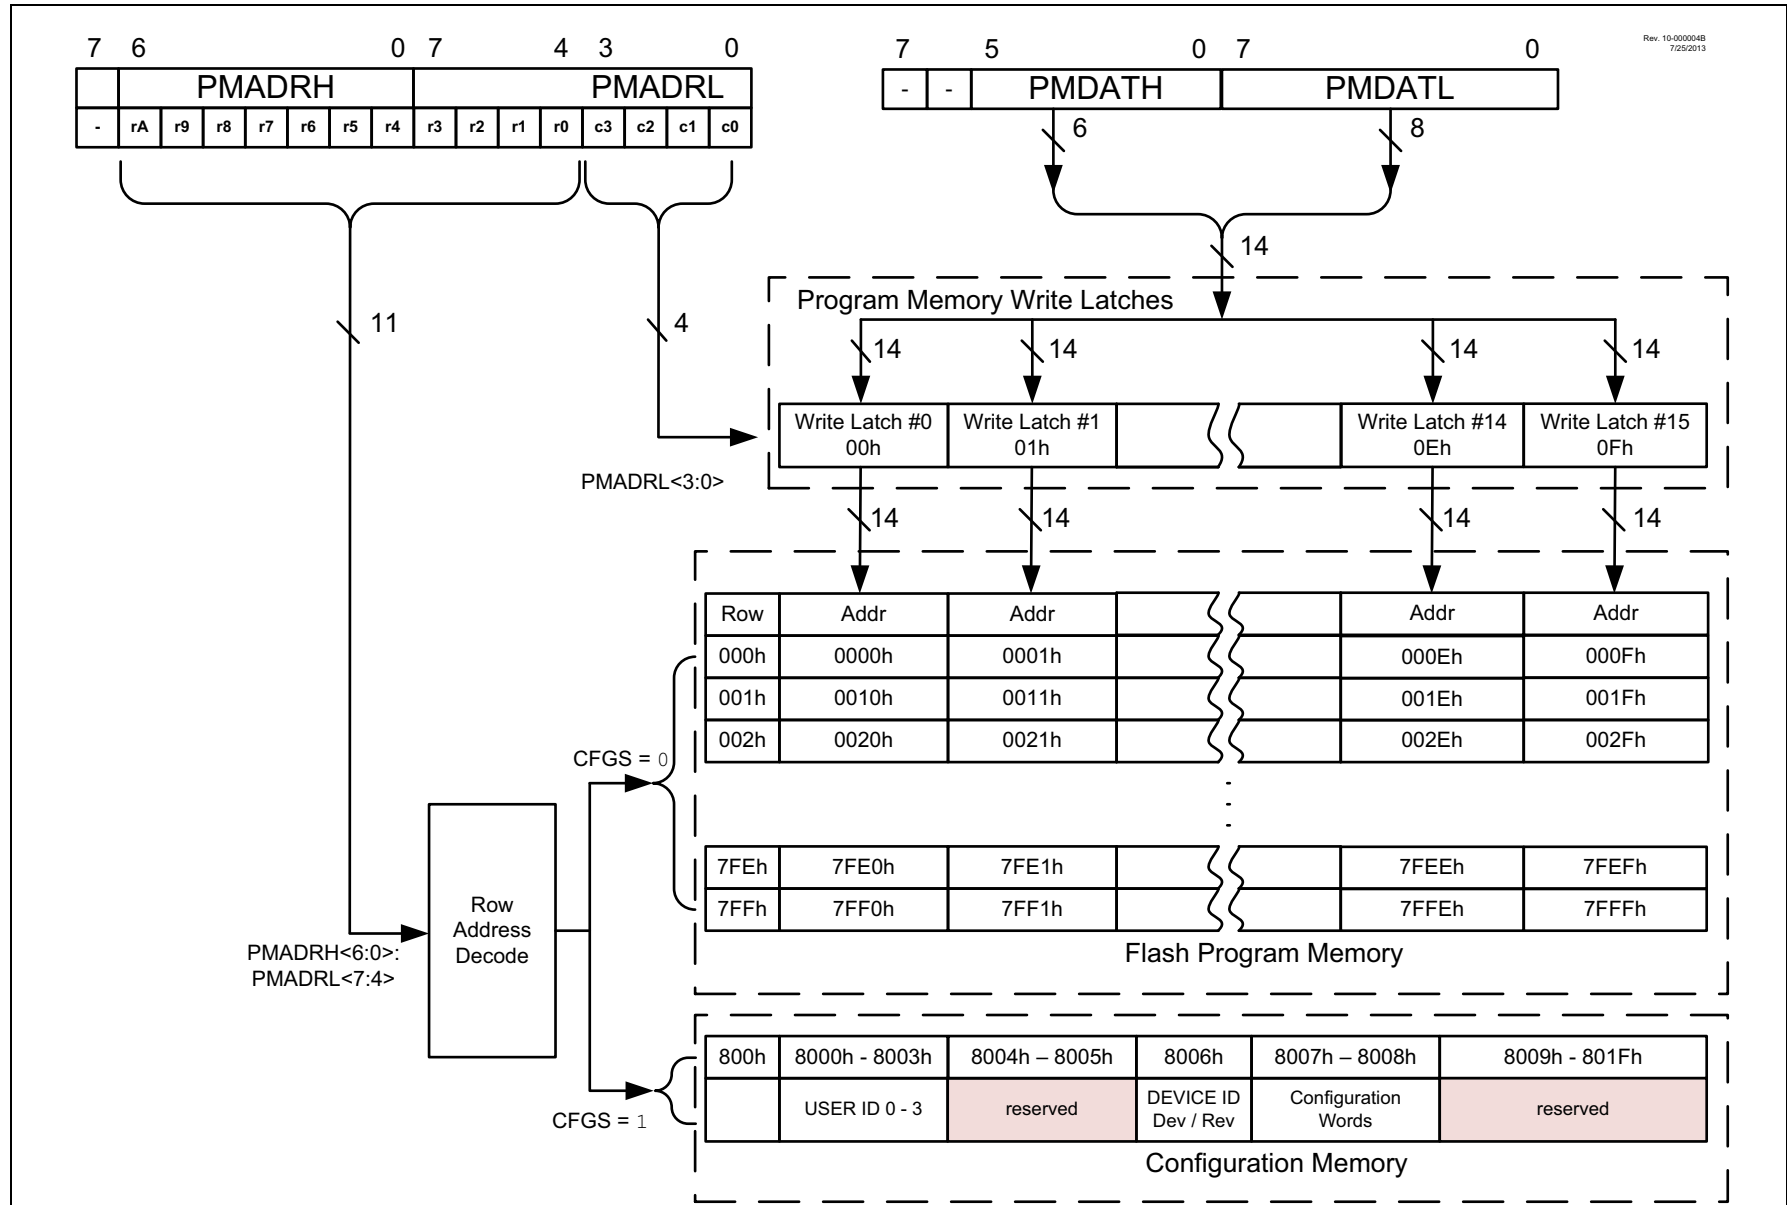 Rev. 10-000004B
7/25/2013
7 6 0 7 4 3 0
PMADRH PMADRL
- rA r9 r8 r7 r6 r5 r4 r3 r2 r1 r0 c3 c2 c1 c0
7 5 0 7 0
- - PMDATH PMDATL
6 8
14
11
4
Program Memory Write Latches
14 14 14 14
Write Latch #0 Write Latch #1 Write Latch #14 Write Latch #15
00h 01h 0Eh 0Fh
PMADRL<3:0>
14 14 14 14
Row Addr Addr Addr Addr
000h 0000h 0001h 000Eh 000Fh
001h 0010h 0011h 001Eh 001Fh
002h 0020h 0021h 002Eh 002Fh
CFGS = 0
7FEh 7FE0h 7FE1h 7FEEh 7FEFh
7FFh 7FF0h 7FF1h 7FFEh 7FFFh
Flash Program Memory
Row
Address
Decode
PMADRH<6:0>:
PMADRL<7:4>
800h 8000h - 8003h 8004h – 8005h 8006h 8007h – 8008h 8009h - 801Fh
USER ID 0 - 3 reserved DEVICE ID Configuration reserved
Dev / Rev Words
CFGS = 1
Configuration Memory